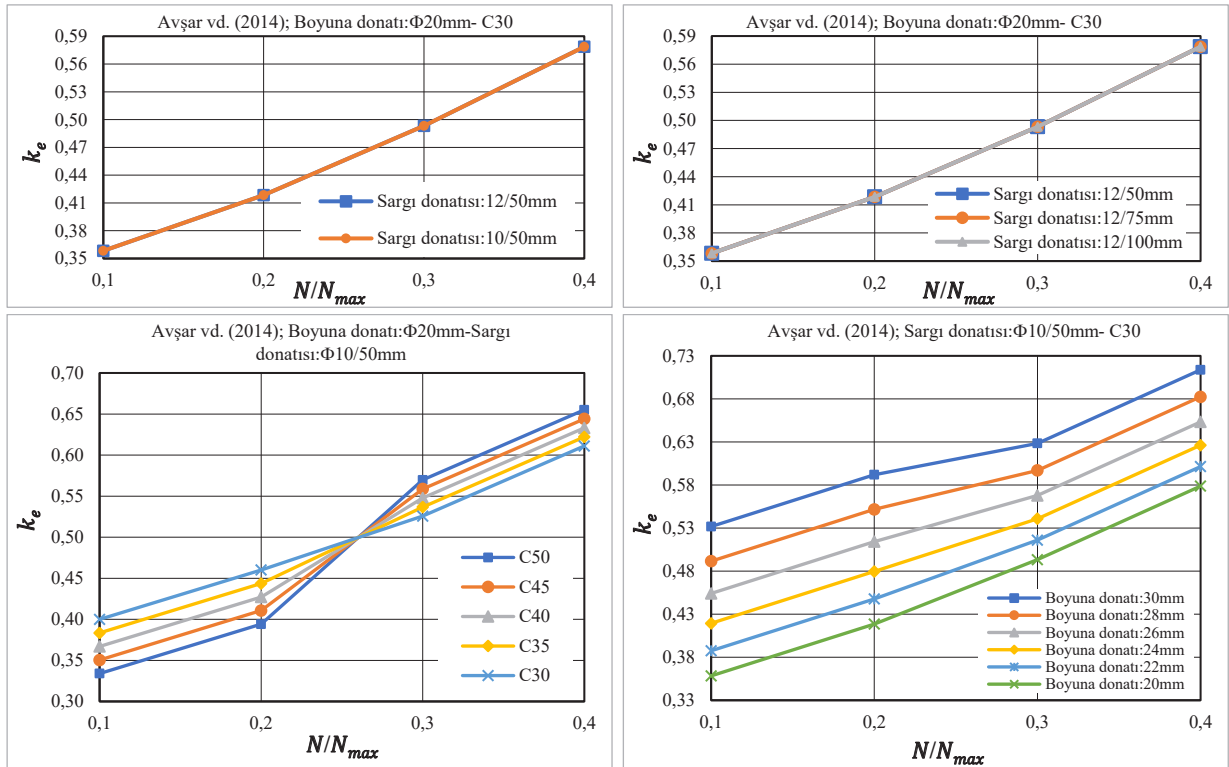 Avşar vd. (2014); Boyuna donatı:Φ20mm- C30
0,59
0,56
0,53
0,50
0,47
0,44
0,41
0,38
0,35
k_e
Sargı donatısı:12/50mm
Sargı donatısı:10/50mm
0,1 0,2 0,3 0,4
N/N_max
Avşar vd. (2014); Boyuna donatı:Φ20mm- C30
0,59
0,56
0,53
0,50
0,47
0,44
0,41
0,38
0,35
k_e
Sargı donatısı:12/50mm
Sargı donatısı:12/75mm
Sargı donatısı:12/100mm
0,1 0,2 0,3 0,4
N/N_max
Avşar vd. (2014); Boyuna donatı:Φ20mm-Sargı
donatısı:Φ10/50mm
0,70
0,65
0,60
0,55
0,50
0,45
0,40
0,35
0,30
k_e
C50
C45
C40
C35
C30
0,1 0,2 0,3 0,4
N/N_max
Avşar vd. (2014); Sargı donatısı:Φ10/50mm- C30
0,73
0,68
0,63
0,58
0,53
0,48
0,43
0,38
0,33
k_e
Boyuna donatı:30mm
Boyuna donatı:28mm
Boyuna donatı:26mm
Boyuna donatı:24mm
Boyuna donatı:22mm
Boyuna donatı:20mm
0,1 0,2 0,3 0,4
N/N_max